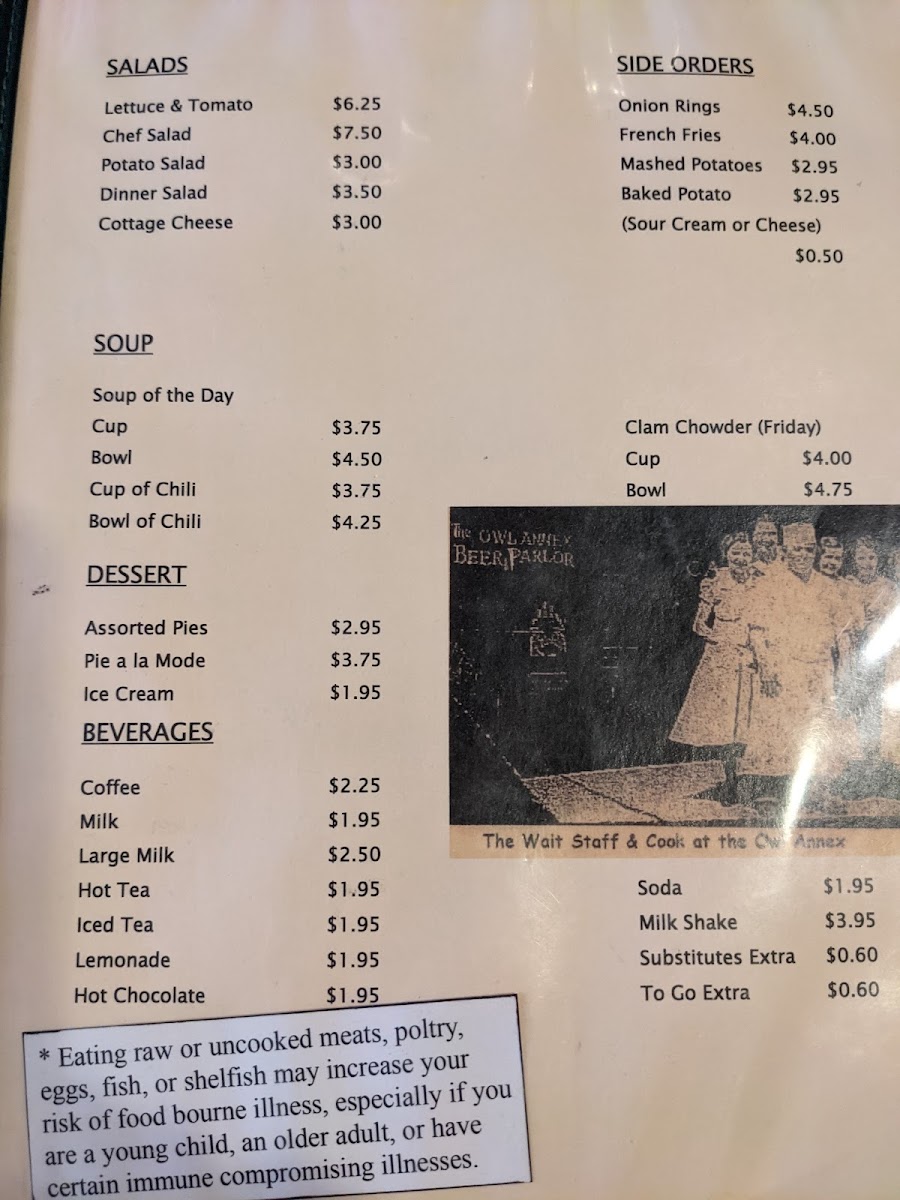 SALADS
Lettuce & Tomato $6.25
Chef Salad $7.50
Potato Salad $3.00
Dinner Salad $3.50
Cottage Cheese $3.00
SIDE ORDERS
Onion Rings $4.50
French Fries $4.00
Mashed Potatoes $2.95
Baked Potato $2.95
(Sour Cream or Cheese)
$0.50
SOUP
Soup of the Day
Cup $3.75
Bowl $4.50
Cup of Chili $3.75
Bowl of Chili $4.25
Clam Chowder (Friday)
Cup $4.00
Bowl $4.75
THE OWL ANNEX
BEER PARLOR
The Wait Staff & Cook at the Owl Annex
DESSERT
Assorted Pies $2.95
Pie a la Mode $3.75
Ice Cream $1.95
BEVERAGES
Coffee $2.25
Milk $1.95
Large Milk $2.50
Hot Tea $1.95
Iced Tea $1.95
Lemonade $1.95
Hot Chocolate $1.95
Soda $1.95
Milk Shake $3.95
Substitutes Extra $0.60
To Go Extra $0.60
* Eating raw or uncooked meats, poltry,
eggs, fish, or shelfish may increase your
risk of food bourne illness, especially if you
are a young child, an older adult, or have
certain immune compromising illnesses.